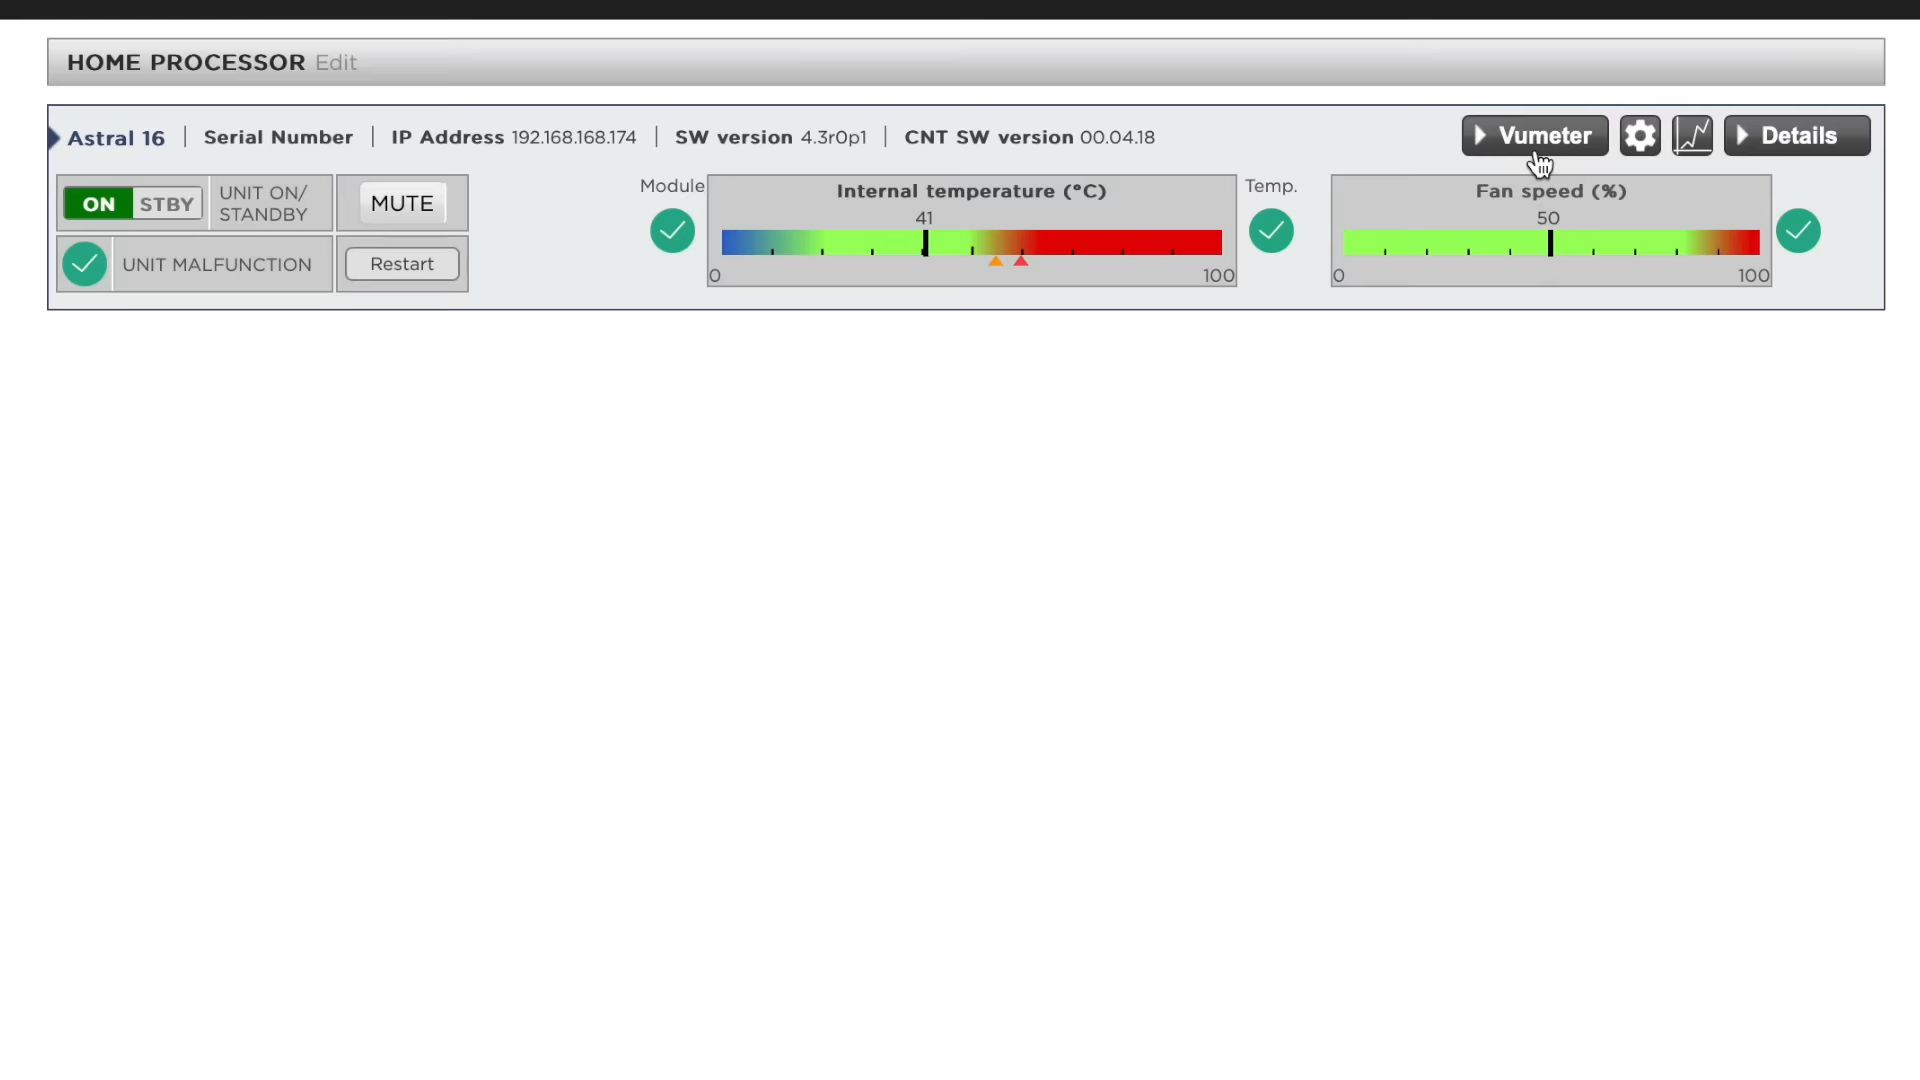 HOME PROCESSOR Edit
Astral 16 | Serial Number | IP Address 192.168.168.174 | SW version 4.3r0p1 | CNT SW version 00.04.18
Vumeter
Details
ON STBY
UNIT ON/
STANDBY
MUTE
UNIT MALFUNCTION
Restart
Module
Internal temperature (°C)
41
0
100
Temp.
Fan speed (%)
50
0
100